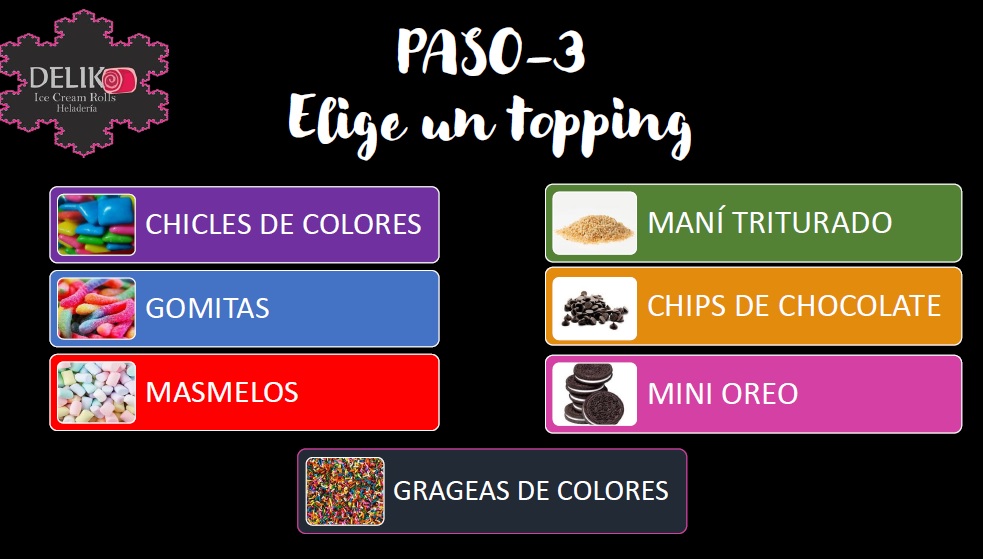 DELIKO
Ice Cream Rolls
Heladería
PASO-3
Elige un topping
CHICLES DE COLORES
GOMITAS
MASMELOS
MANÍ TRITURADO
CHIPS DE CHOCOLATE
MINI OREO
GRAGEAS DE COLORES